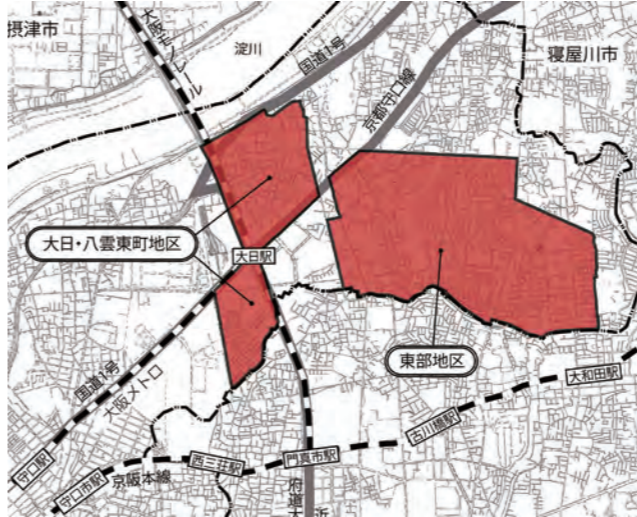 摂津市
大阪モノレール
淀川
国道1号
京都守口線
寝屋川市
大日・八雲東町地区
大日駅
東部地区
国道1号
大阪メトロ
大和田駅
古川橋駅
守口駅
西三荘駅
門真市駅
守口市駅
京阪本線
府道大
近